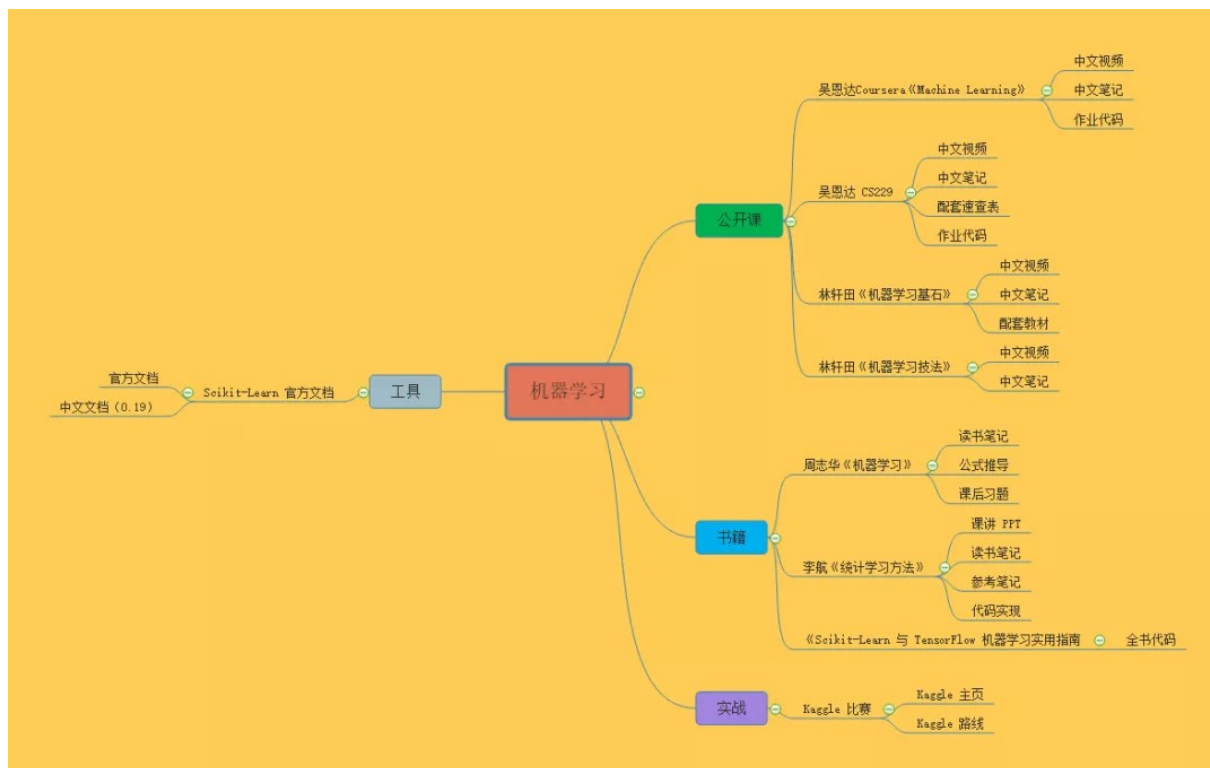 机器学习
公开课
吴恩达Coursera《Machine Learning》
中文视频
中文笔记
作业代码
吴恩达 CS229
中文视频
中文笔记
配套速查表
作业代码
林轩田《机器学习基石》
中文视频
中文笔记
配套教材
林轩田《机器学习技法》
中文视频
中文笔记
书籍
周志华《机器学习》
读书笔记
公式推导
课后习题
李航《统计学习方法》
课讲 PPT
读书笔记
参考笔记
代码实现
《Scikit-Learn 与 TensorFlow 机器学习实用指南
全书代码
实战
Kaggle 比赛
Kaggle 主页
Kaggle 路线
工具
Scikit-Learn 官方文档
官方文档
中文文档（0.19）